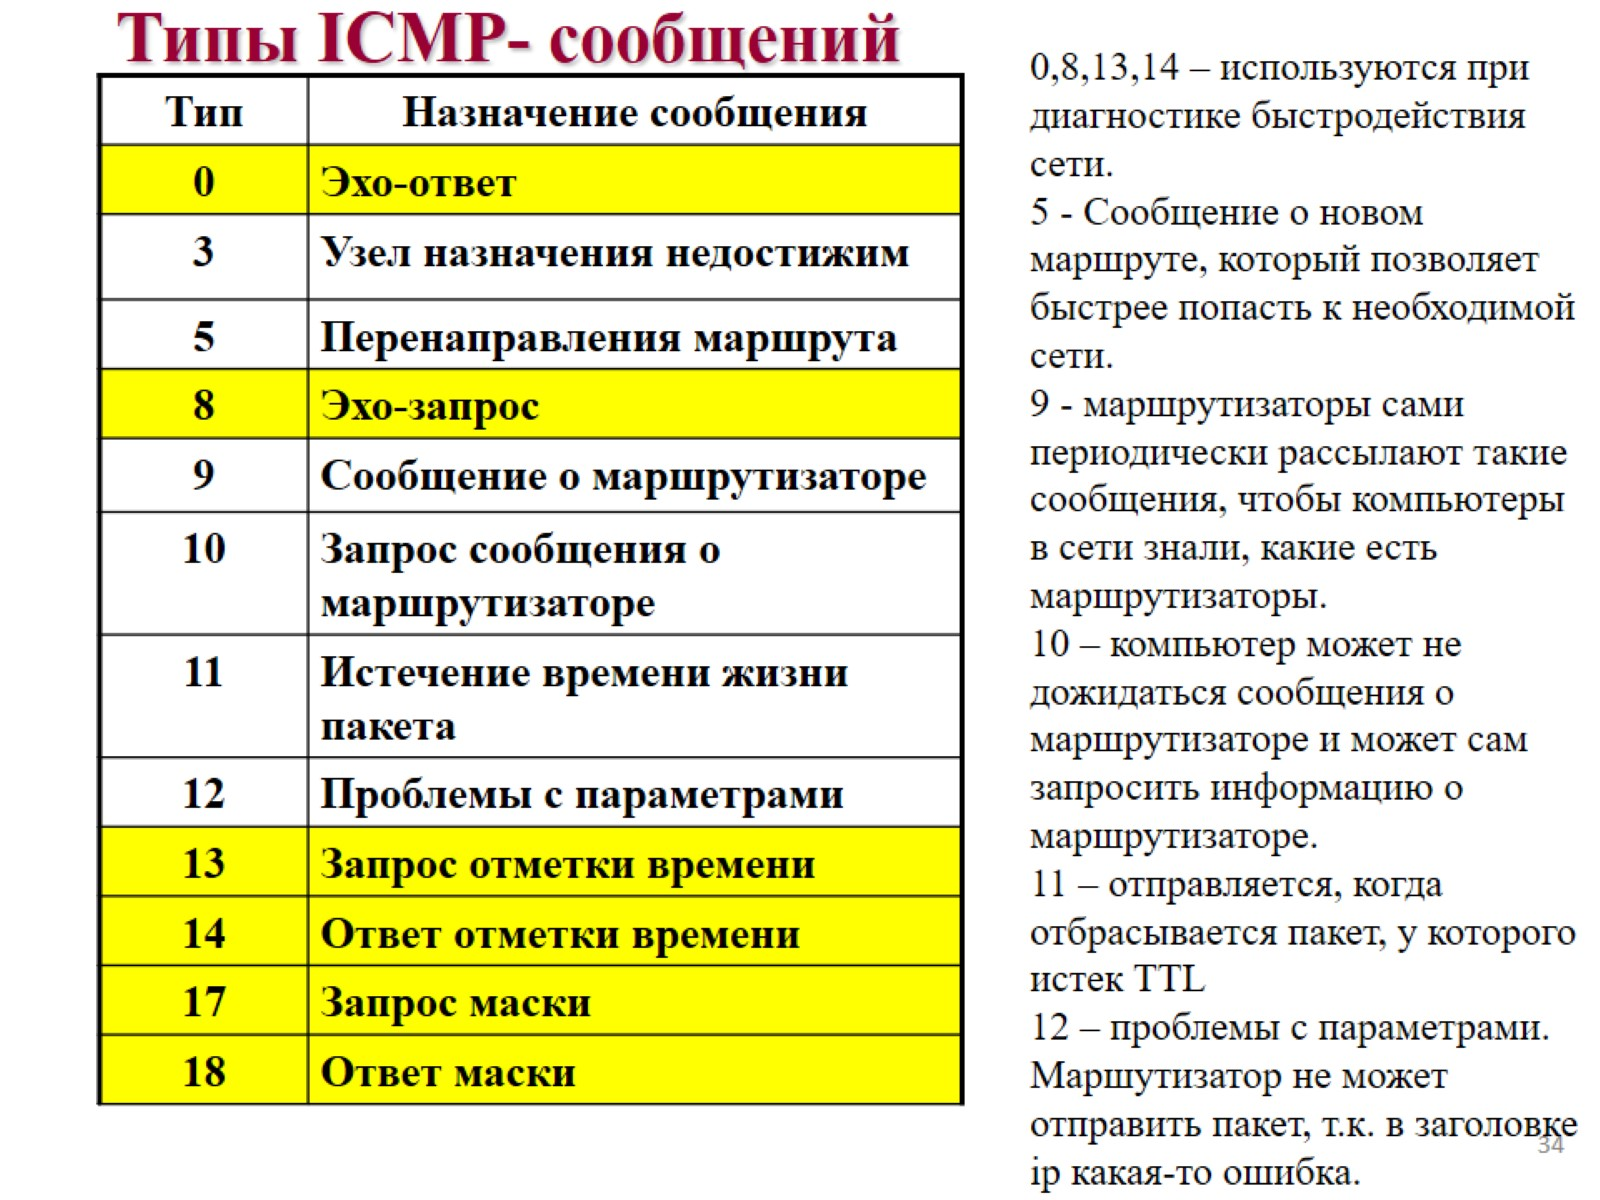 Типы ICMP- сообщений
Тип Назначение сообщения
0 Эхо-ответ
3 Узел назначения недостижим
5 Перенаправления маршрута
8 Эхо-запрос
9 Сообщение о маршрутизаторе
10 Запрос сообщения о
маршрутизаторе
11 Истечение времени жизни
пакета
12 Проблемы с параметрами
13 Запрос отметки времени
14 Ответ отметки времени
17 Запрос маски
18 Ответ маски
0,8,13,14 – используются при
диагностике быстродействия
сети.
5 - Сообщение о новом
маршруте, который позволяет
быстрее попасть к необходимой
сети.
9 - маршрутизаторы сами
периодически рассылают такие
сообщения, чтобы компьютеры
в сети знали, какие есть
маршрутизаторы.
10 – компьютер может не
дожидаться сообщения о
маршрутизаторе и может сам
запросить информацию о
маршрутизаторе.
11 – отправляется, когда
отбрасывается пакет, у которого
истек TTL
12 – проблемы с параметрами.
Маршутизатор не может
отправить пакет, т.к. в заголовке
ip какая-то ошибка.
34